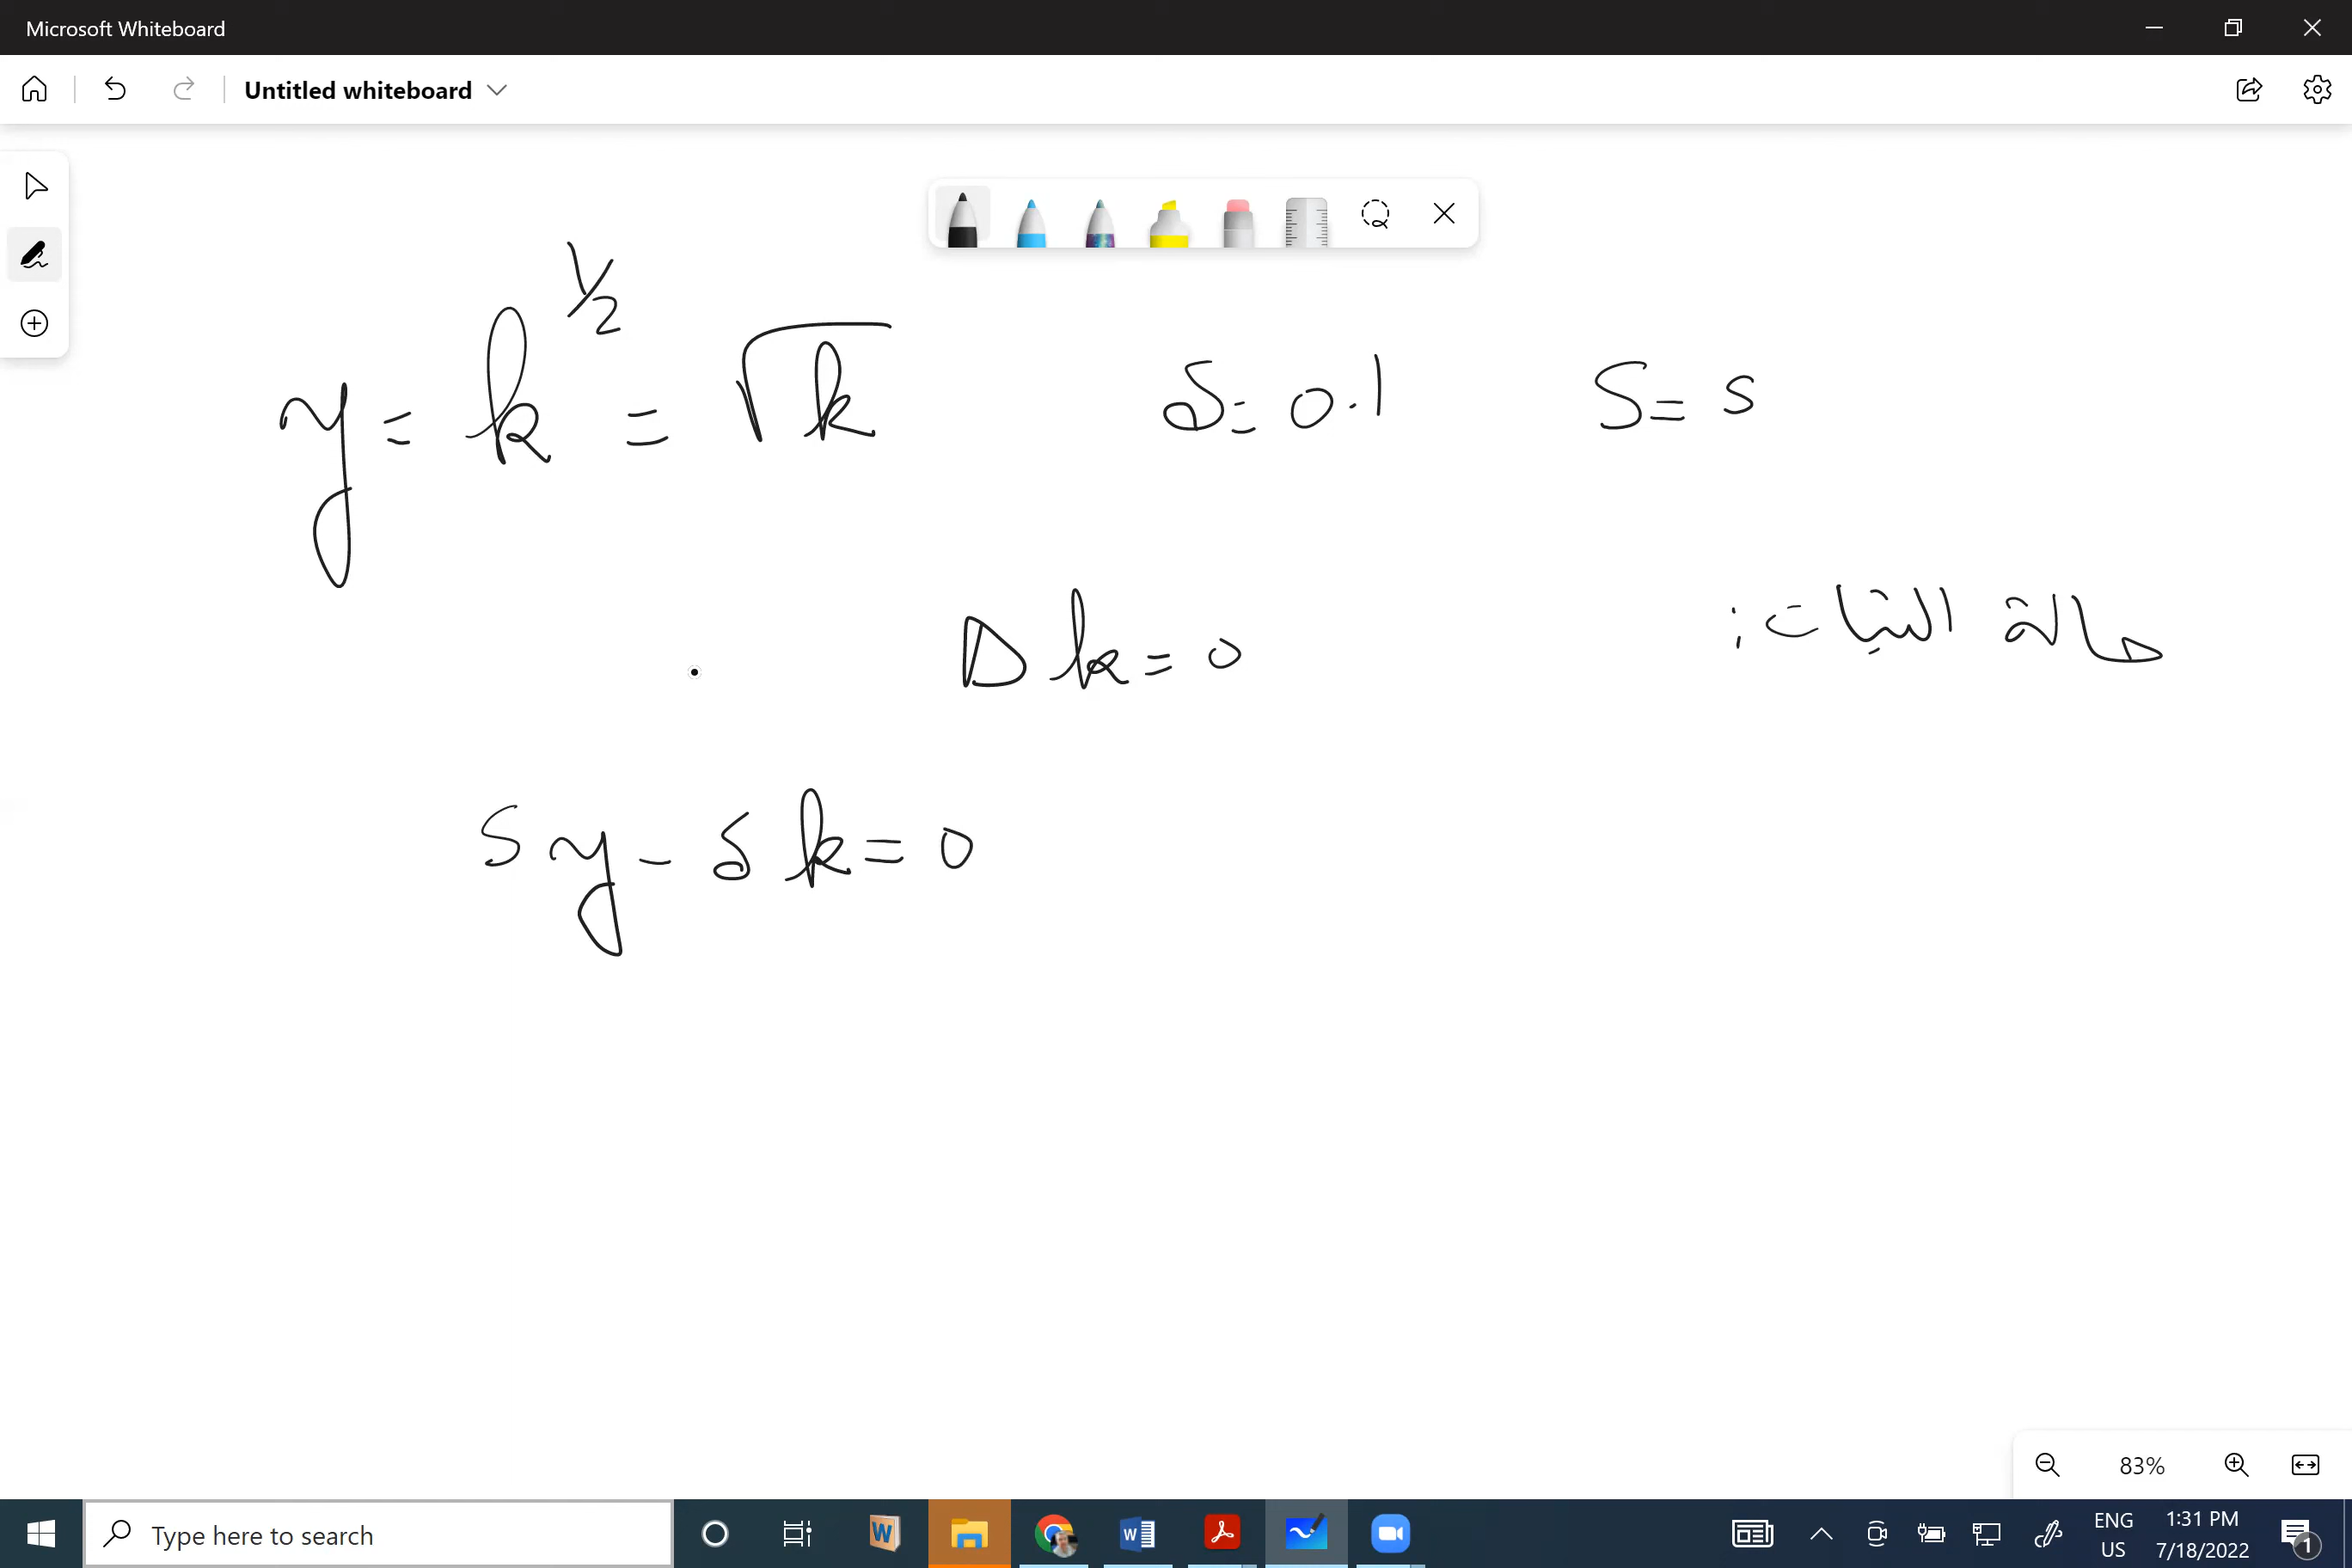 Microsoft Whiteboard
Untitled whiteboard
y = k^1/2 = √k δ = 0.1 S = s
Δk = 0 حالة الثبات :
sy - δk = 0
83%
Type here to search
ENG
US
1:31 PM
7/18/2022
1